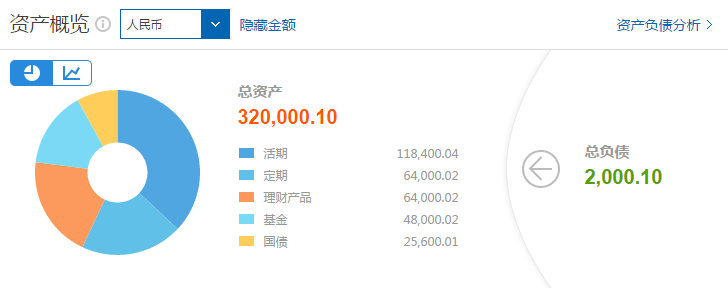 资产概览 人民币 隐藏金额 资产负债分析
总资产
320,000.10
活期 118,400.04
定期 64,000.02
理财产品 64,000.02
基金 48,000.02
国债 25,600.01
总负债
2,000.10